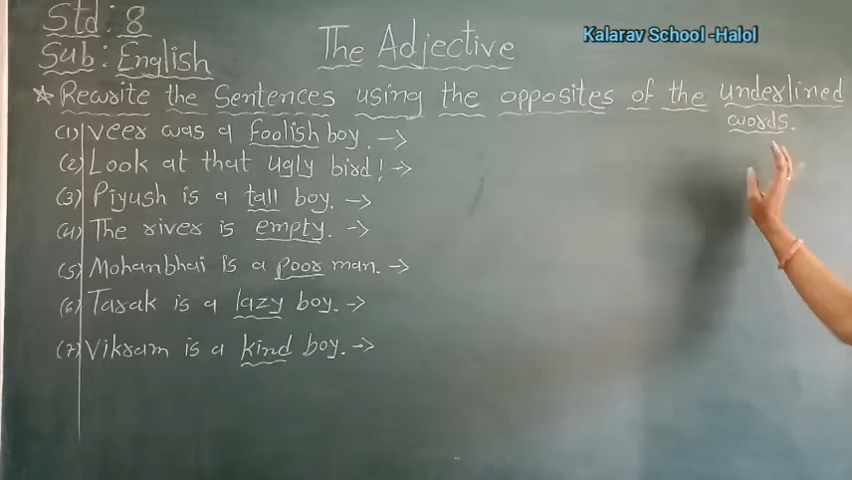 Std : 8
Kalarav School -Halol
Sub : English
The Adjective
* Rewrite the Sentences using the opposites of the underlined
words.
(1) Veer was a foolish boy. →
(2) Look at that ugly bird! →
(3) Piyush is a tall boy. →
(4) The river is empty. →
(5) Mohanbhai is a poor man. →
(6) Tarak is a lazy boy. →
(7) Vikram is a kind boy. →